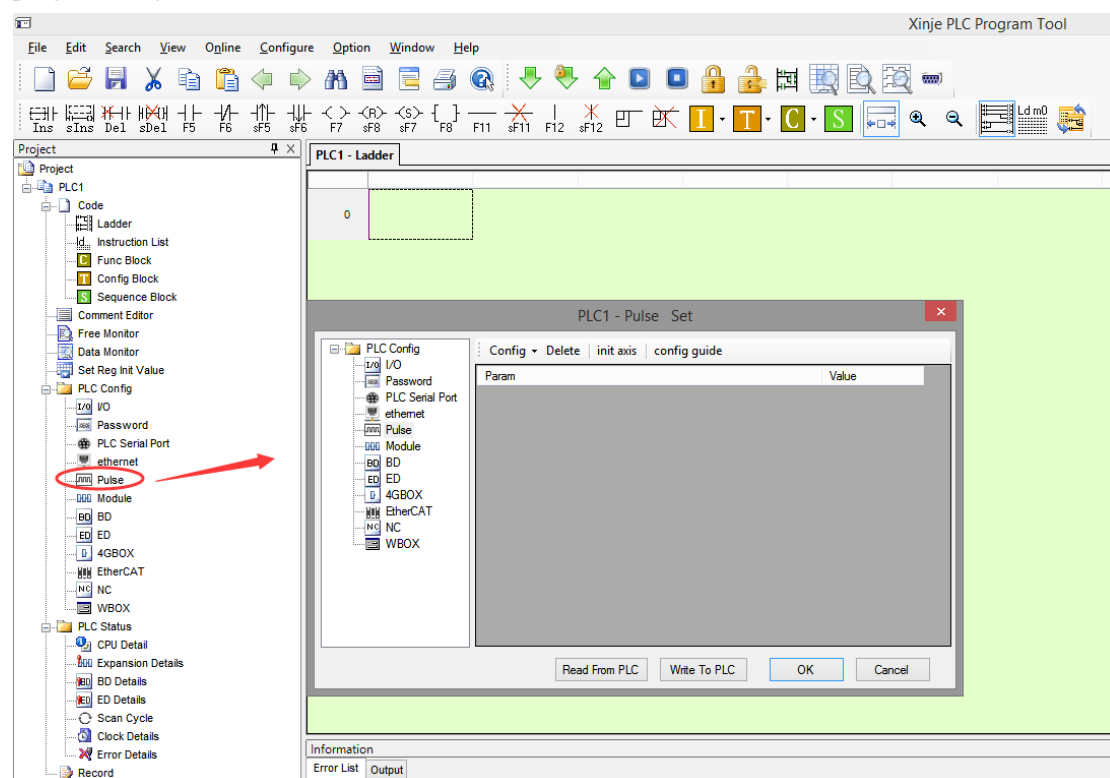 Xinje PLC Program Tool
File Edit Search View Online Configure Option Window Help
Ins sIns Del sDel F5 F6 sF5 sF6 F7 sF8 sF7 F8 F11 sF11 F12 sF12 I T C S Ld m0
Project
Project
PLC1
Code
Ladder
Instruction List
Func Block
Config Block
Sequence Block
Comment Editor
Free Monitor
Data Monitor
Set Reg Init Value
PLC Config
I/O
Password
PLC Serial Port
ethernet
Pulse
Module
BD
ED
4GBOX
EtherCAT
NC
WBOX
PLC Status
CPU Detail
Expansion Details
BD Details
ED Details
Scan Cycle
Clock Details
Error Details
Record
PLC1 - Ladder
0
PLC1 - Pulse Set
PLC Config
I/O
Password
PLC Serial Port
ethernet
Pulse
Module
BD
ED
4GBOX
EtherCAT
NC
WBOX
Config Delete init axis config guide
Param Value
Read From PLC Write To PLC OK Cancel
Information
Error List Output